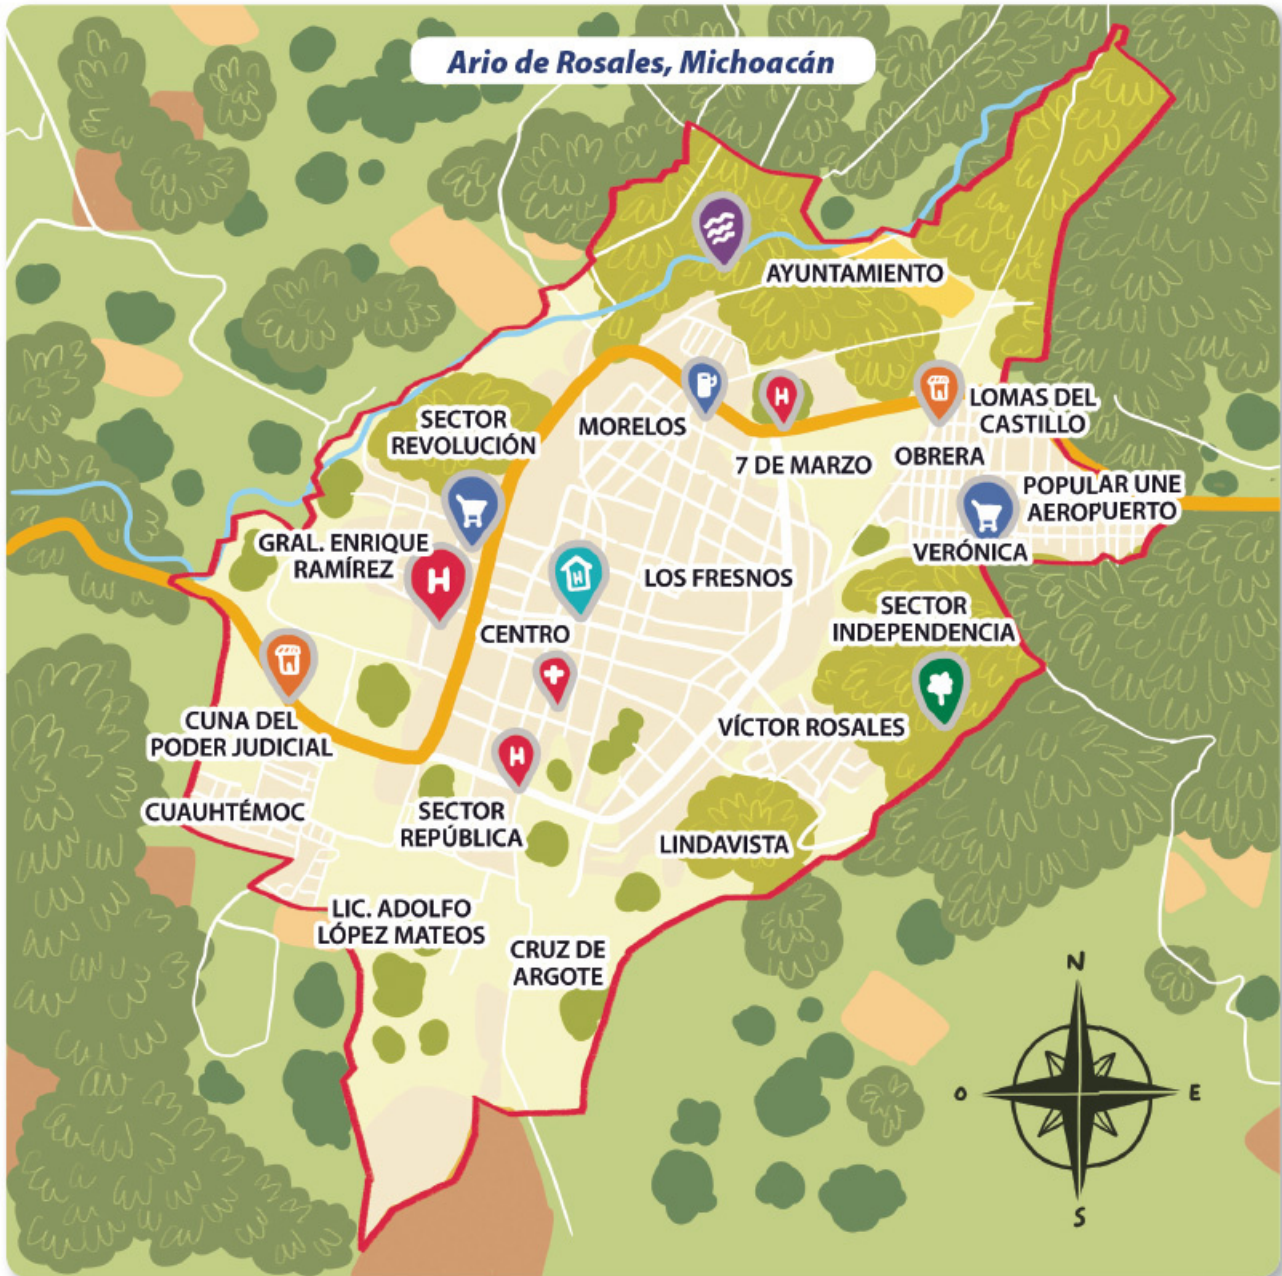 Ario de Rosales, Michoacán
AYUNTAMIENTO
LOMAS DEL
CASTILLO
SECTOR
REVOLUCIÓN
MORELOS
H
7 DE MARZO
OBRERA
POPULAR UNE
AEROPUERTO
GRAL. ENRIQUE
RAMÍREZ
VERÓNICA
H
H
LOS FRESNOS
CENTRO
SECTOR
INDEPENDENCIA
CUNA DEL
PODER JUDICIAL
VÍCTOR ROSALES
H
CUAUHTÉMOC
SECTOR
REPÚBLICA
LINDAVISTA
LIC. ADOLFO
LÓPEZ MATEOS
CRUZ DE
ARGOTE
N
O
E
S